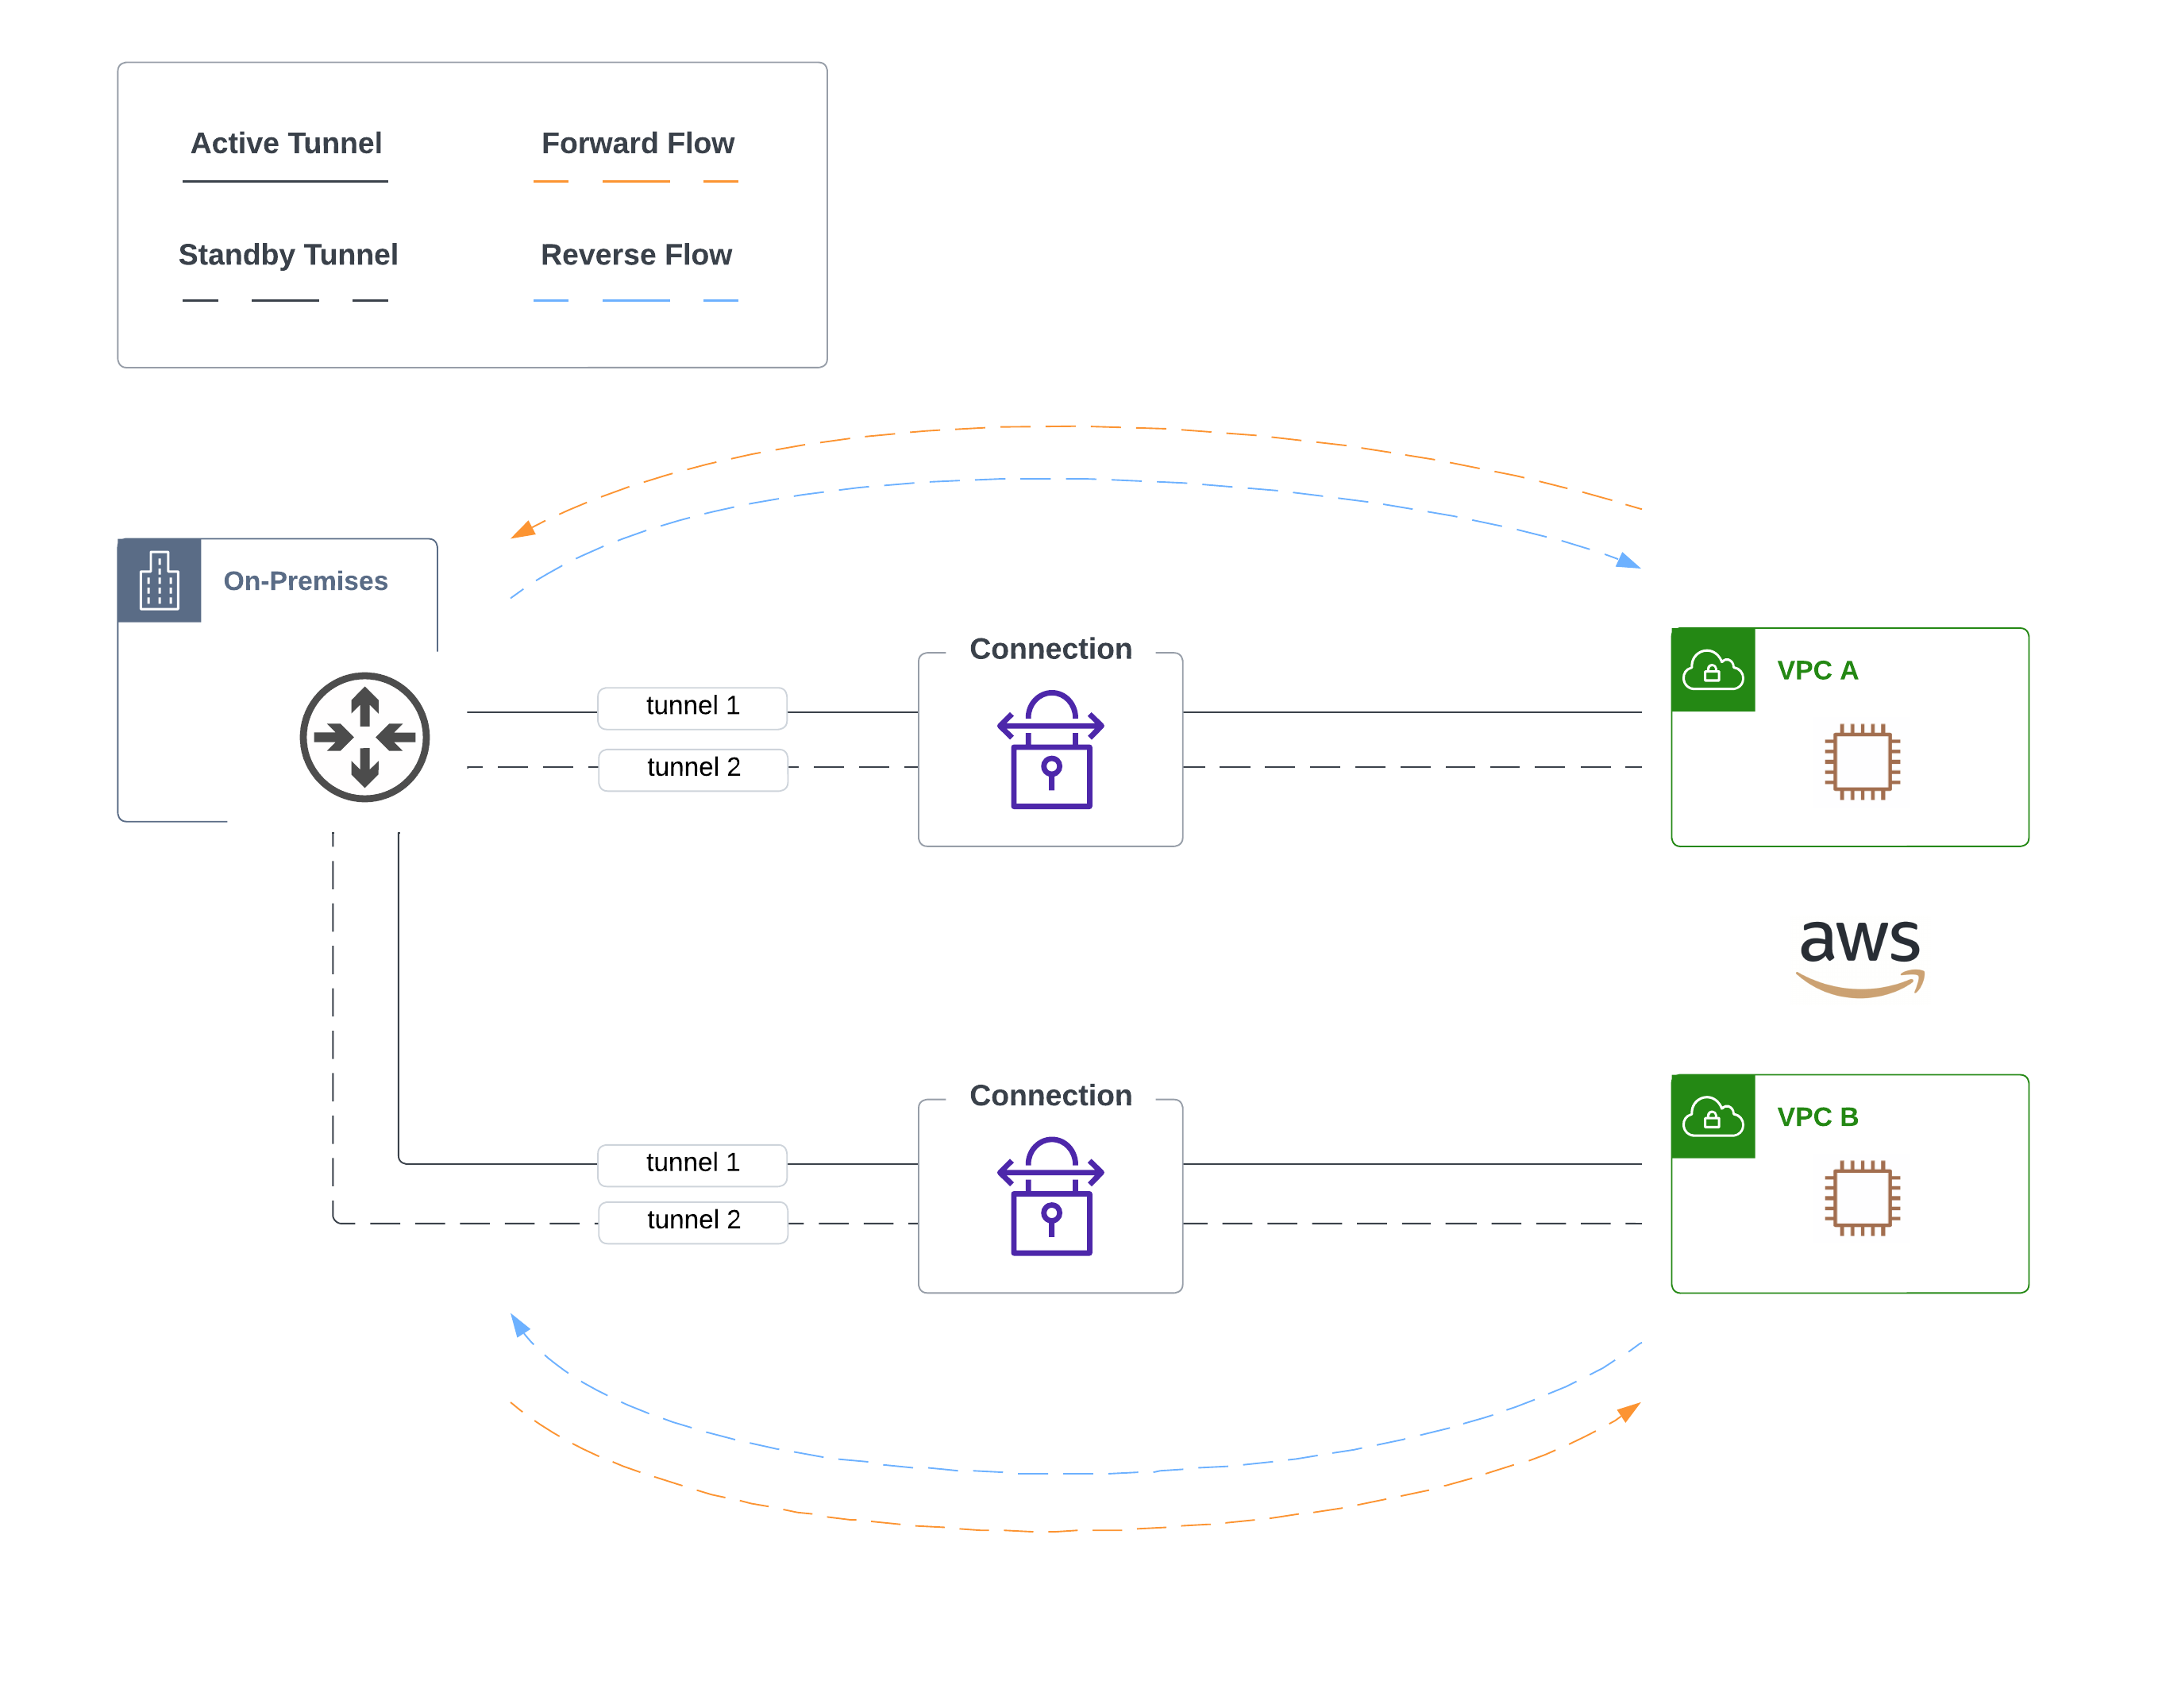 Active Tunnel
Forward Flow
Standby Tunnel
Reverse Flow
On-Premises
Connection
VPC A
tunnel 1
tunnel 2
aws
Connection
VPC B
tunnel 1
tunnel 2